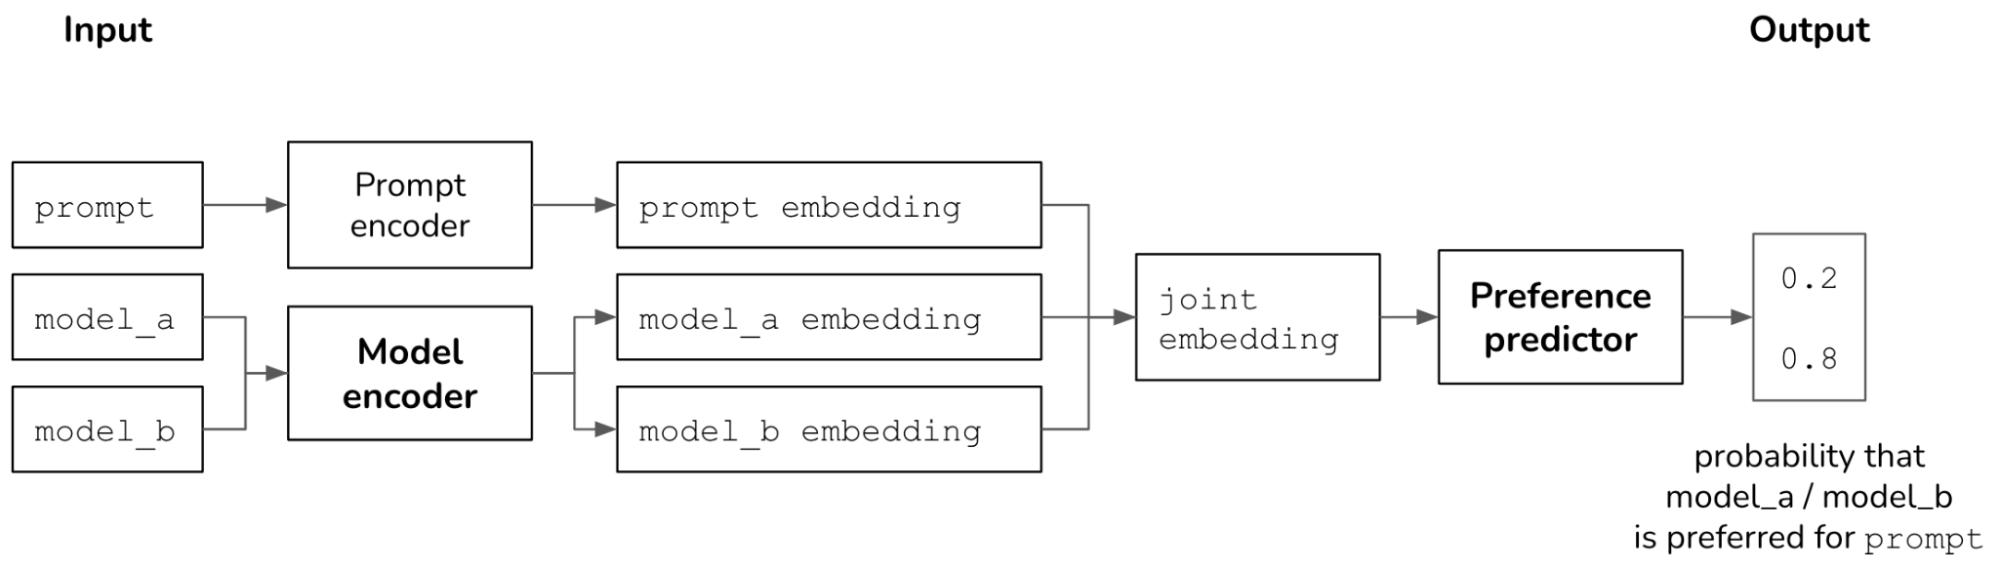 Input
Output
prompt
Prompt
encoder
prompt embedding
model_a
model_b
Model
encoder
model_a embedding
model_b embedding
joint
embedding
Preference
predictor
0.2
0.8
probability that
model_a / model_b
is preferred for prompt